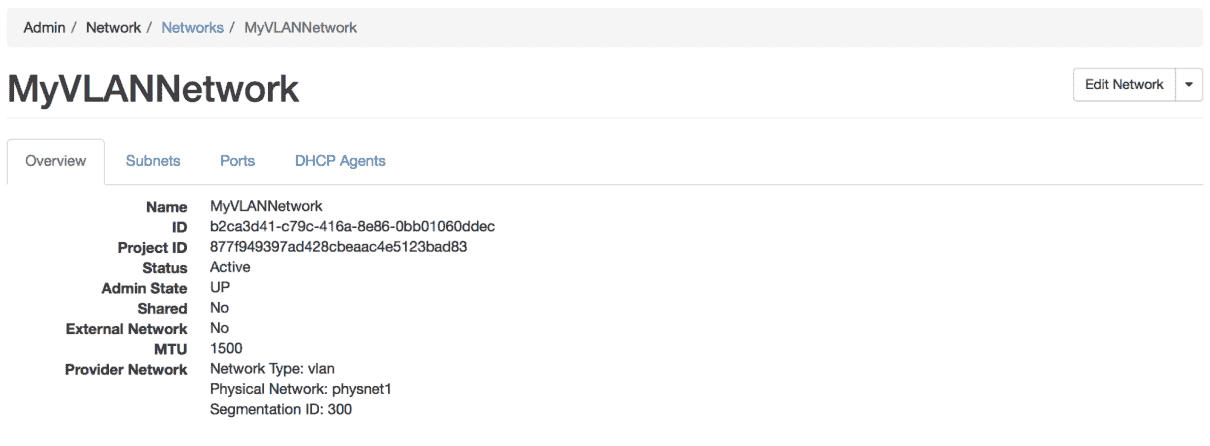 Admin / Network / Networks / MyVLANNetwork
MyVLANNetwork
Edit Network
Overview Subnets Ports DHCP Agents
Name MyVLANNetwork
ID b2ca3d41-c79c-416a-8e86-0bb01060ddec
Project ID 877f949397ad428cbeaac4e5123bad83
Status Active
Admin State UP
Shared No
External Network No
MTU 1500
Provider Network Network Type: vlan
Physical Network: physnet1
Segmentation ID: 300